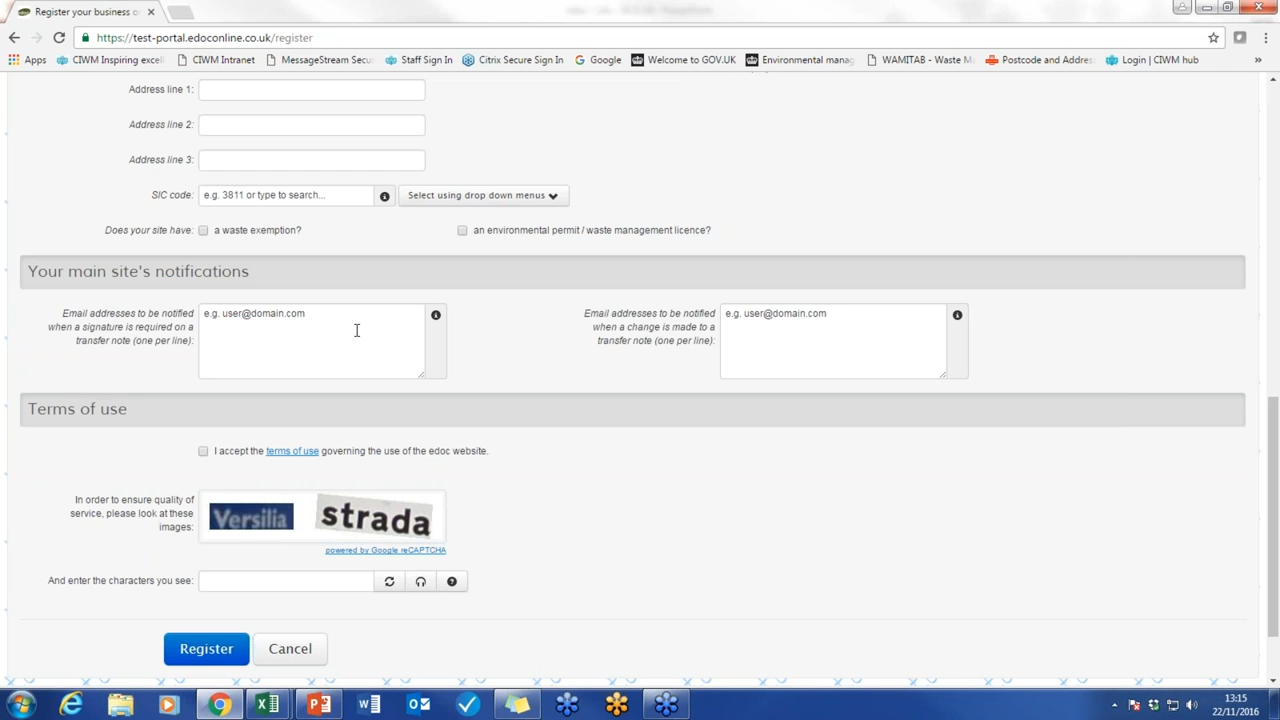 Register your business o
https://test-portal.edoconline.co.uk/register
Apps CIWM Inspiring excell CIWM Intranet MessageStream Secu Staff Sign In Citrix Secure Sign In Google Welcome to GOV.UK Environmental manag WAMITAB - Waste M Postcode and Addres Login | CIWM hub »
Address line 1:
Address line 2:
Address line 3:
SIC code: e.g. 3811 or type to search... Select using drop down menus
Does your site have: a waste exemption? an environmental permit / waste management licence?
Your main site's notifications
Email addresses to be notified
when a signature is required on a
transfer note (one per line):
e.g. user@domain.com
Email addresses to be notified
when a change is made to a
transfer note (one per line):
e.g. user@domain.com
Terms of use
I accept the terms of use governing the use of the edoc website.
In order to ensure quality of
service, please look at these
images:
Versilia strada
powered by Google reCAPTCHA
And enter the characters you see:
Register Cancel
13:15
22/11/2016